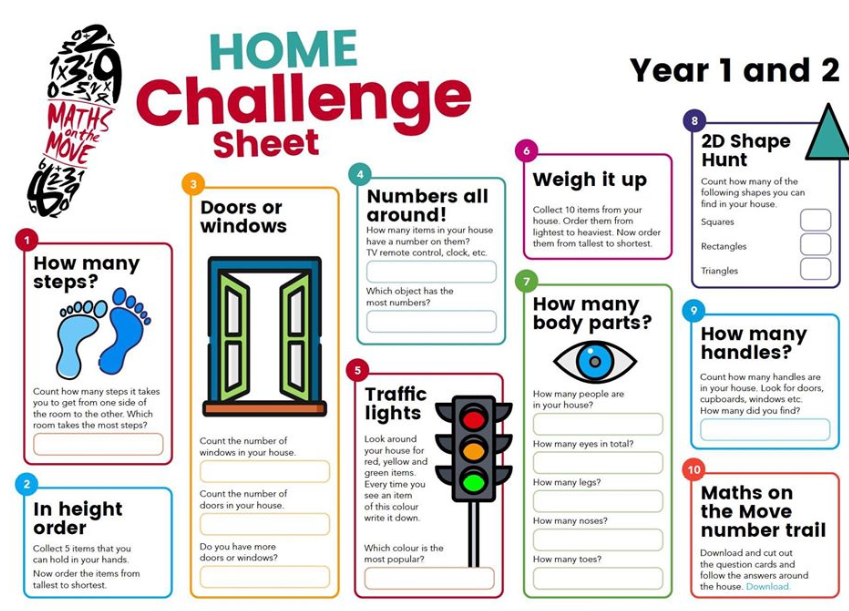 MATHS
on the
MOVE
HOME
Challenge
Sheet
Year 1 and 2
1
How many
steps?
Count how many steps it takes
you to get from one side of
the room to the other. Which
room takes the most steps?
2
In height
order
Collect 5 items that you
can hold in your hands.
Now order the items from
tallest to shortest.
3
Doors or
windows
Count the number of
windows in your house.
Count the number of
doors in your house.
Do you have more
doors or windows?
4
Numbers all
around!
How many items in your house
have a number on them?
TV remote control, clock, etc.
Which object has the
most numbers?
5
Traffic
lights
Look around
your house for
red, yellow and
green items.
Every time you
see an item
of this colour
write it down.
Which colour is the
most popular?
6
Weigh it up
Collect 10 items from your
house. Order them from
lightest to heaviest. Now order
them from tallest to shortest.
7
How many
body parts?
How many people are
in your house?
How many eyes in total?
How many legs?
How many noses?
How many toes?
8
2D Shape
Hunt
Count how many of the
following shapes you can
find in your house.
Squares
Rectangles
Triangles
9
How many
handles?
Count how many handles are
in your house. Look for doors,
cupboards, windows etc.
How many did you find?
10
Maths on
the Move
number trail
Download and cut out
the question cards and
follow the answers around
the house. Download.